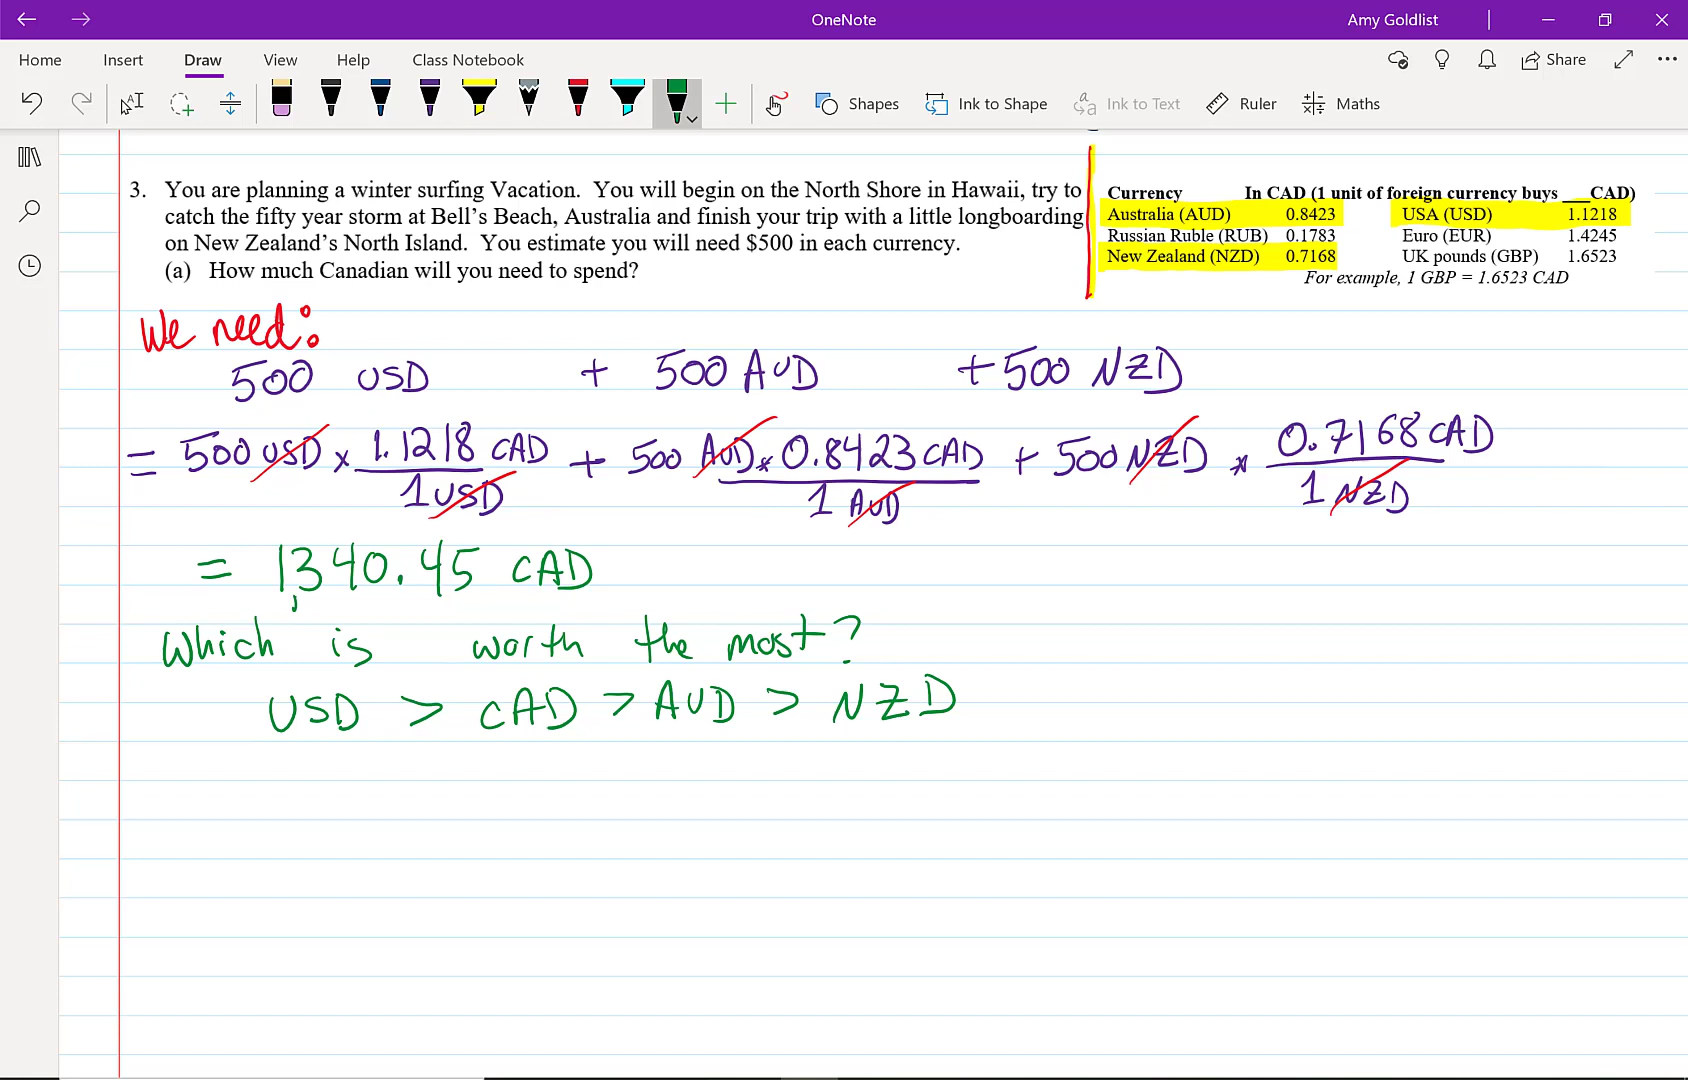 OneNote
Amy Goldlist
Home Insert Draw View Help Class Notebook
Share
Shapes Ink to Shape Ink to Text Ruler Maths
3. You are planning a winter surfing Vacation. You will begin on the North Shore in Hawaii, try to
catch the fifty year storm at Bell's Beach, Australia and finish your trip with a little longboarding
on New Zealand's North Island. You estimate you will need $500 in each currency.
(a) How much Canadian will you need to spend?
Currency In CAD (1 unit of foreign currency buys ___CAD)
Australia (AUD) 0.8423 USA (USD) 1.1218
Russian Ruble (RUB) 0.1783 Euro (EUR) 1.4245
New Zealand (NZD) 0.7168 UK pounds (GBP) 1.6523
For example, 1 GBP = 1.6523 CAD
We need:
500 USD + 500 AUD + 500 NZD
= 500 USD x 1.1218 CAD / 1 USD + 500 AUD * 0.8423 CAD / 1 AUD + 500 NZD * 0.7168 CAD / 1 NZD
= 1,340.45 CAD
Which is worth the most?
USD > CAD > AUD > NZD